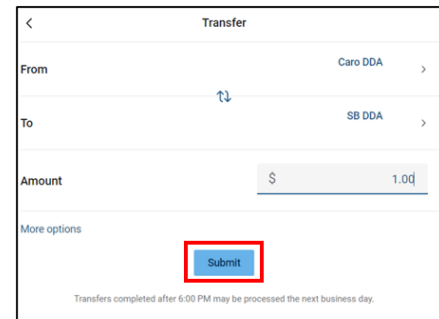 Transfer
From Caro DDA
To SB DDA
Amount $ 1.00
More options
Submit
Transfers completed after 6:00 PM may be processed the next business day.